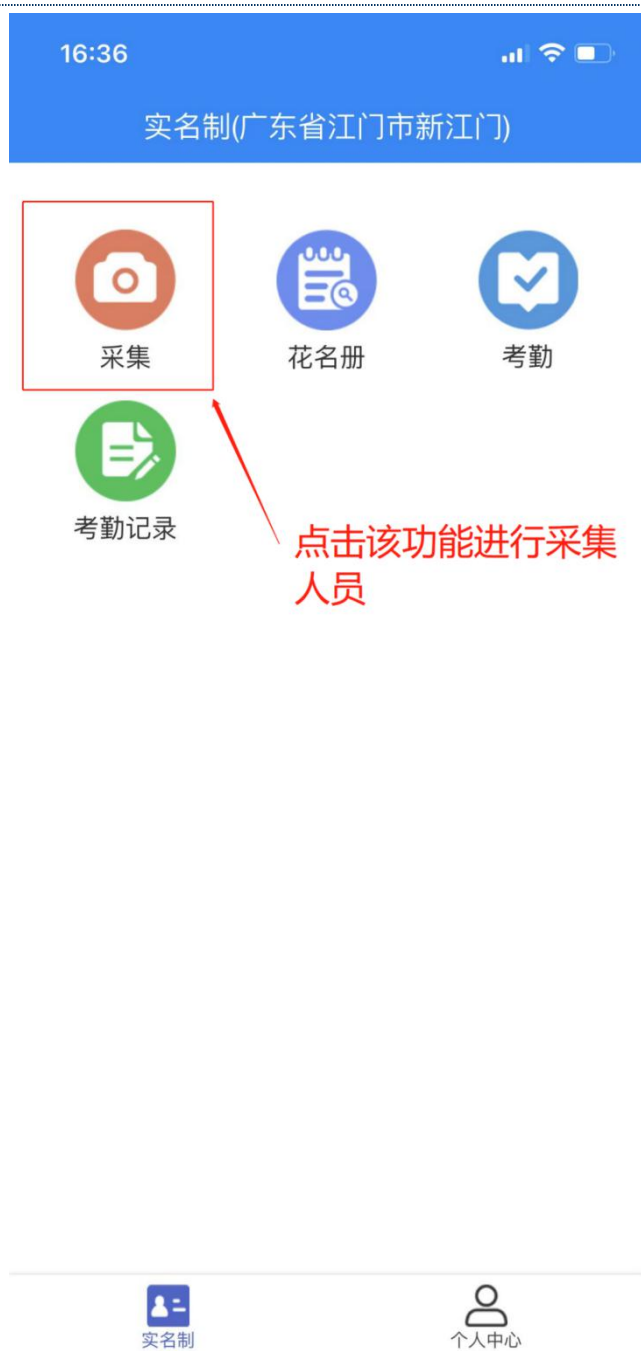 16:36
实名制(广东省江门市新江门)
采集
花名册
考勤
考勤记录
点击该功能进行采集
人员
实名制
个人中心